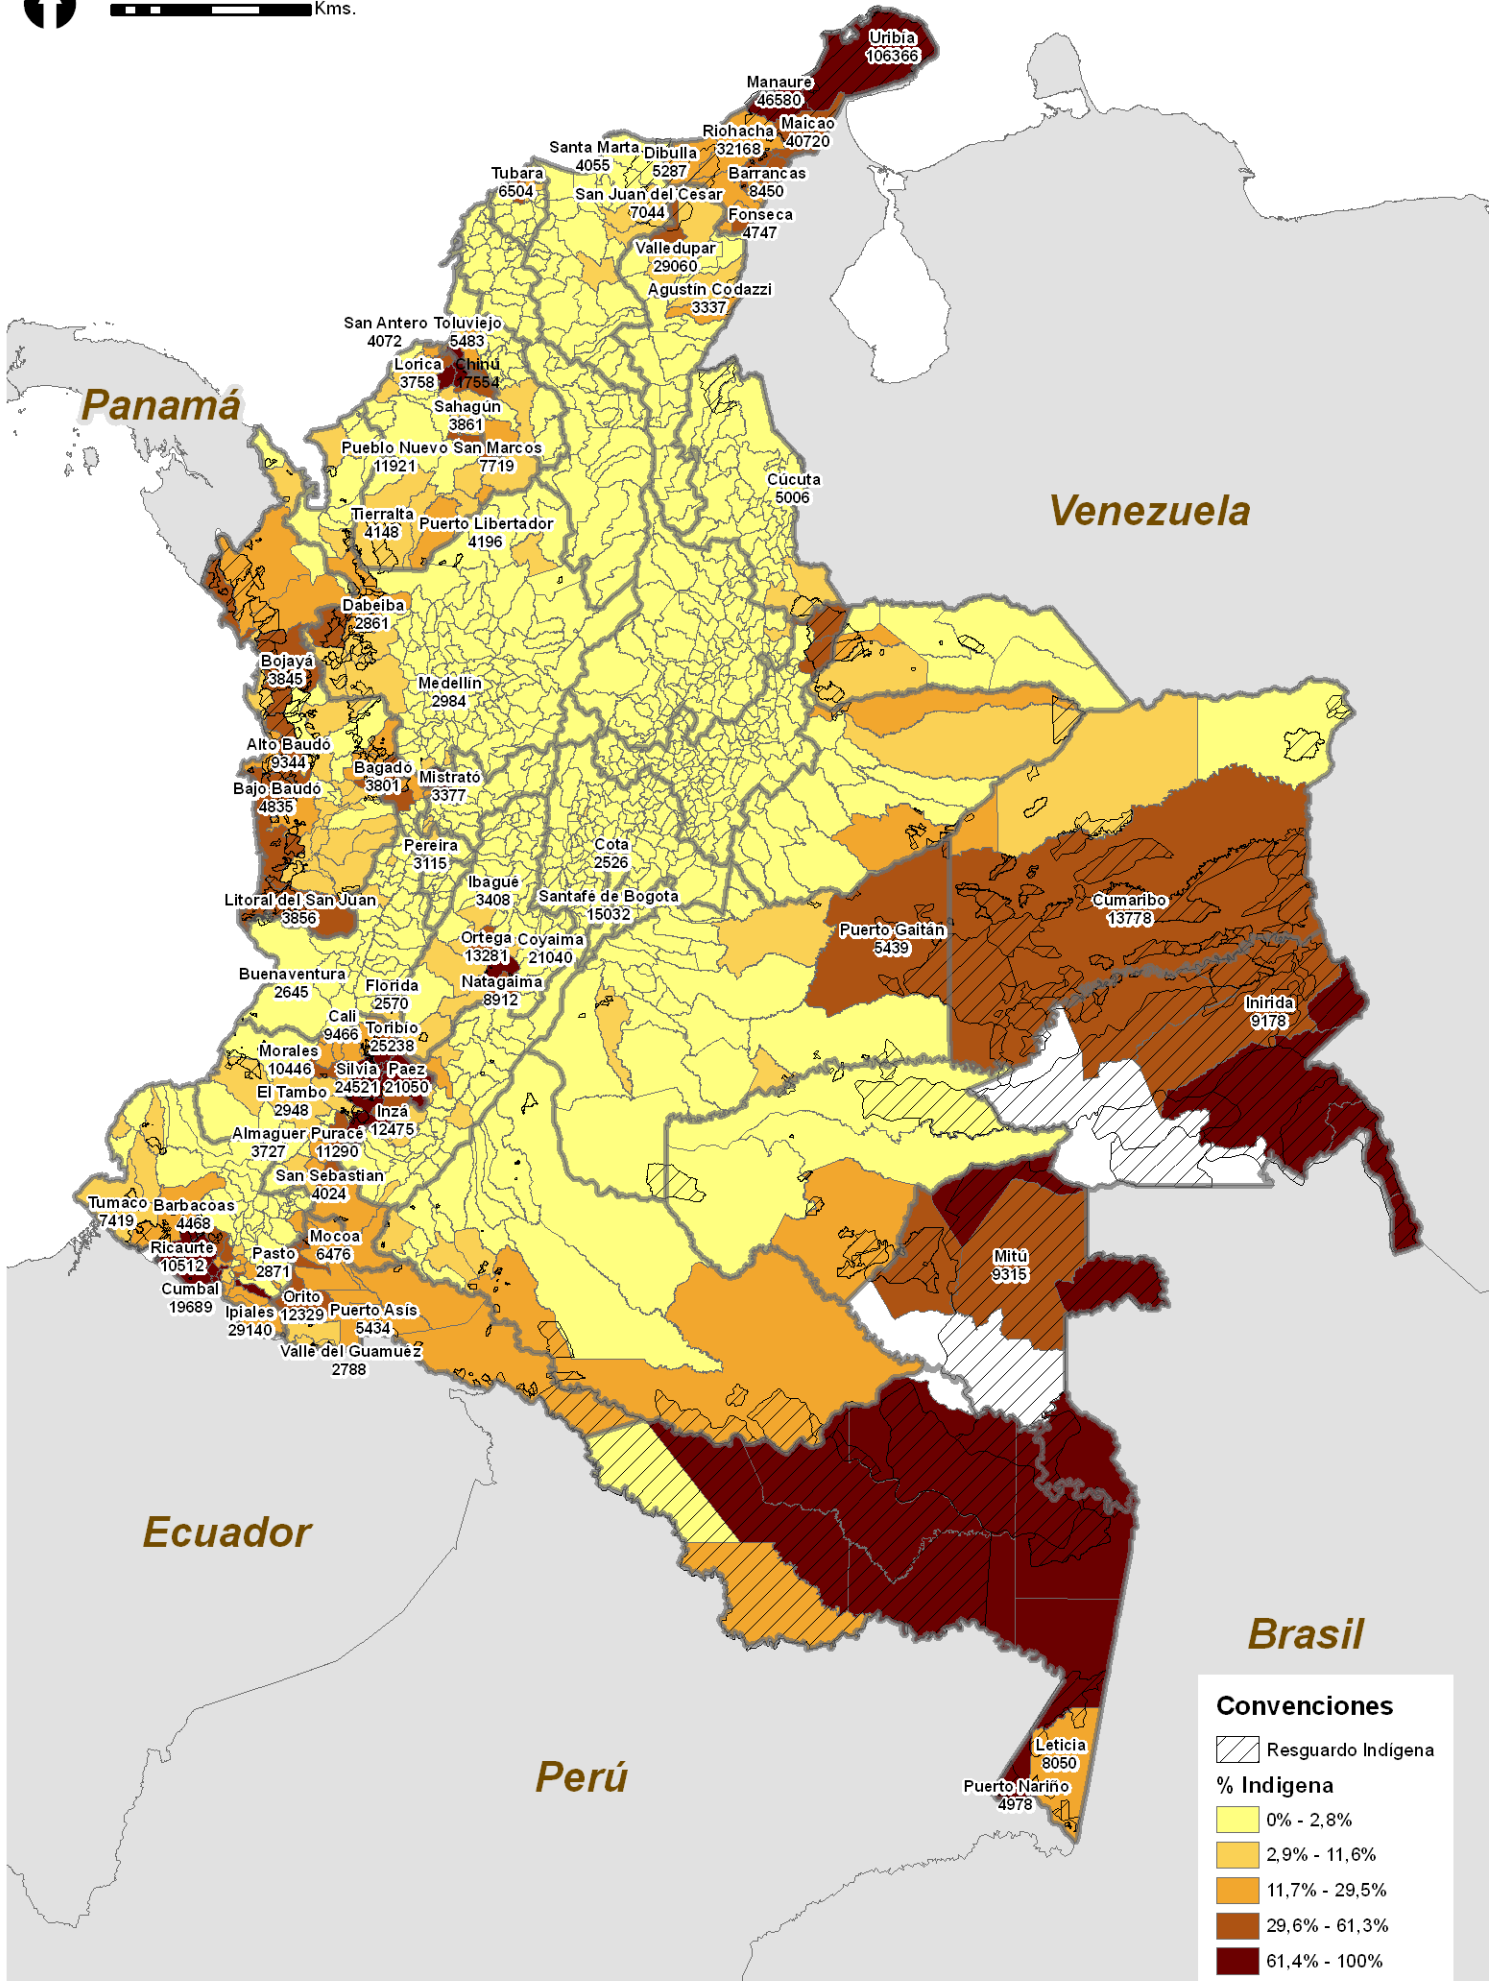 Kms.
Uribia
106366
Manaure
46580
Maicao
40720
Riohacha
32168
Santa Marta
4055
Dibulla
5287
Tubara
6504
Barrancas
8450
San Juan del Cesar
7044
Fonseca
4747
Valledupar
29060
Agustín Codazzi
3337
San Antero
4072
Toluviejo
5483
Lorica
3758
Chinú
17554
Panamá
Sahagún
3861
Pueblo Nuevo
11921
San Marcos
7719
Cúcuta
5006
Venezuela
Tierralta
4148
Puerto Libertador
4196
Dabeiba
2861
Bojayá
3845
Medellín
2984
Alto Baudó
9344
Bagadó
3801
Mistrató
3377
Bajo Baudó
4835
Pereira
3115
Cota
2526
Ibagué
3408
Santafé de Bogota
15032
Litoral del San Juan
3856
Cumaribo
13778
Puerto Gaitán
5439
Ortega
13281
Coyaima
21040
Natagaima
8912
Buenaventura
2645
Florida
2570
Inirida
9178
Cali
9466
Toribio
25238
Morales
10446
Silvia
24521
Paez
21050
El Tambo
2948
Inzá
12475
Almaguer
3727
Puracé
11290
San Sebastian
4024
Tumaco
7419
Barbacoas
4468
Mocoa
6476
Ricaurte
10512
Pasto
2871
Mitú
9315
Cumbal
19689
Ipiales
29140
Orito
12329
Puerto Asís
5434
Valle del Guamuéz
2788
Ecuador
Brasil
Perú
Leticia
8050
Puerto Nariño
4978
Convenciones
Resguardo Indígena
% Indigena
0% - 2,8%
2,9% - 11,6%
11,7% - 29,5%
29,6% - 61,3%
61,4% - 100%